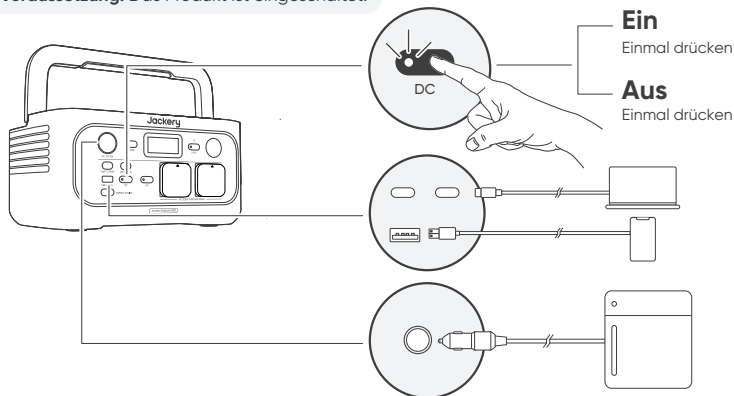 Voraussetzung: Das Produkt ist eingeschaltet.
Ein
Einmal drücken
DC
Aus
Einmal drücken
Jackery